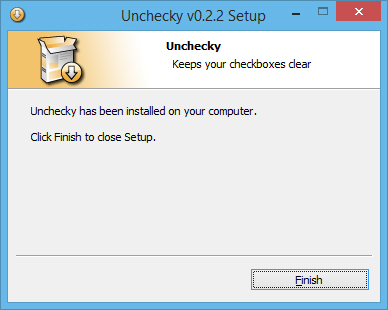 Unchecky v0.2.2 Setup
Unchecky
Keeps your checkboxes clear
Unchecky has been installed on your computer.
Click Finish to close Setup.
Finish